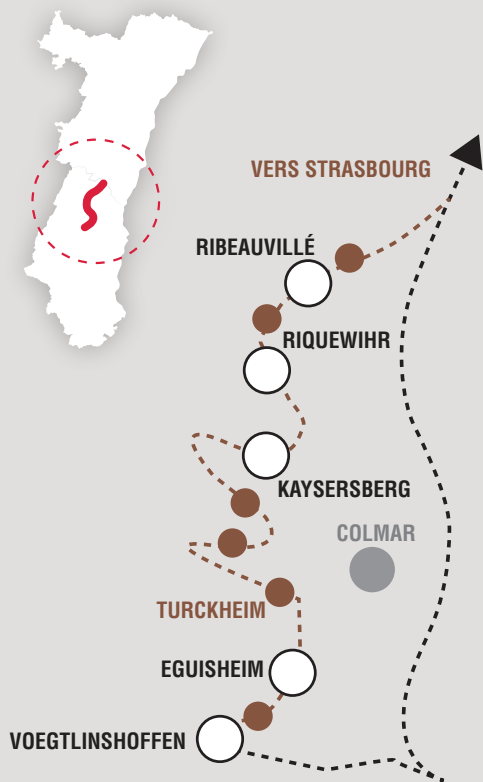 VERS STRASBOURG
RIBEAUVILLÉ
RIQUEWIHR
KAYSERSBERG
COLMAR
TURCKHEIM
EGUISHEIM
VOEGTLINSHOFFEN